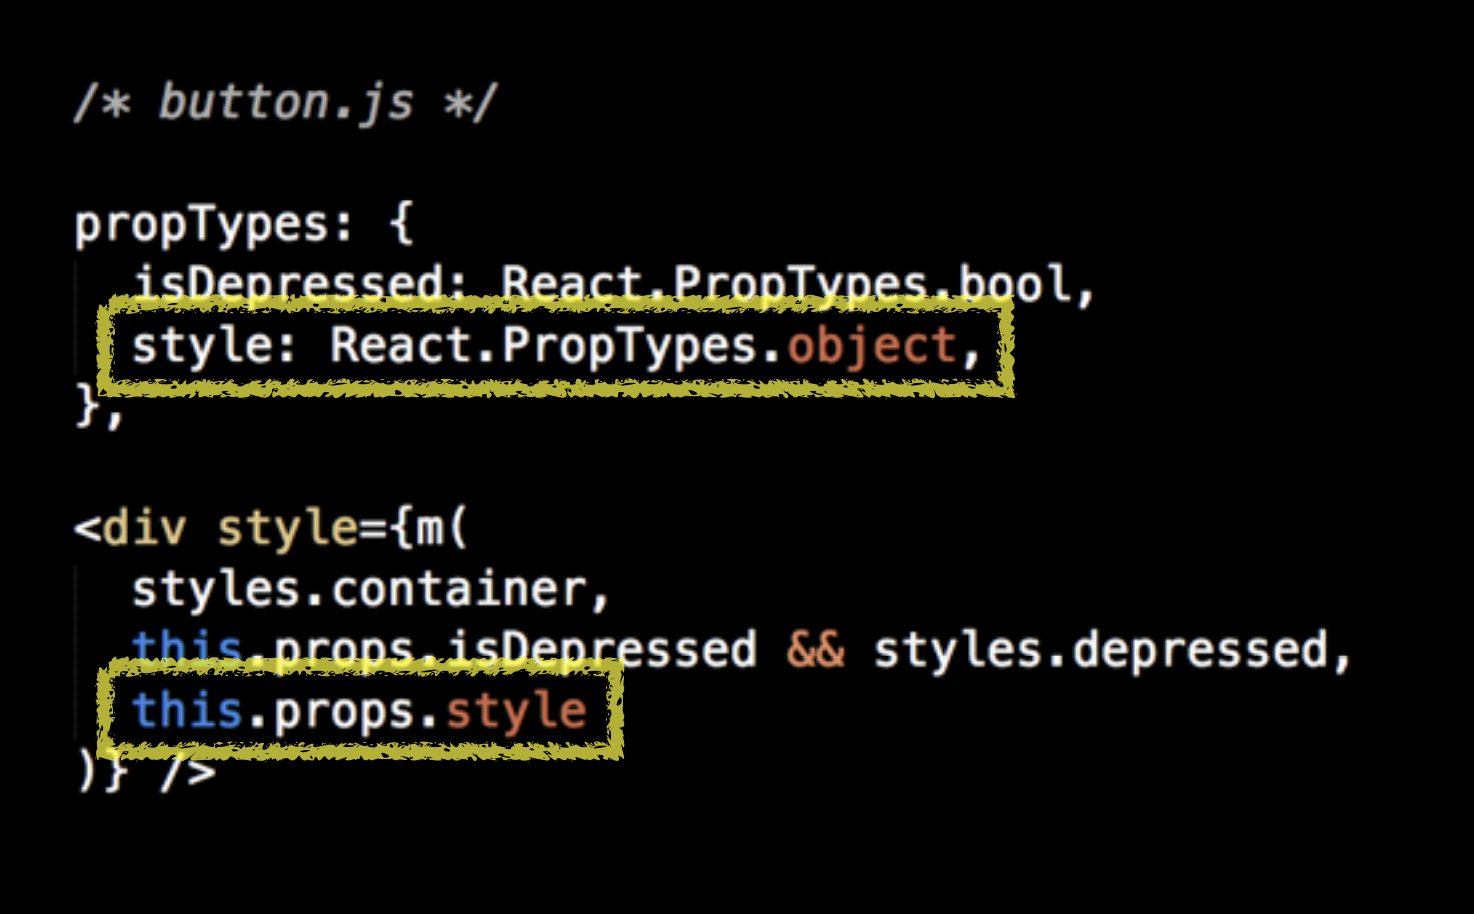 /* button.js */
propTypes: {
isDepressed: React.PropTypes.bool,
style: React.PropTypes.object,
},
<div style={m(
styles.container,
this.props.isDepressed && styles.depressed,
this.props.style
)} />